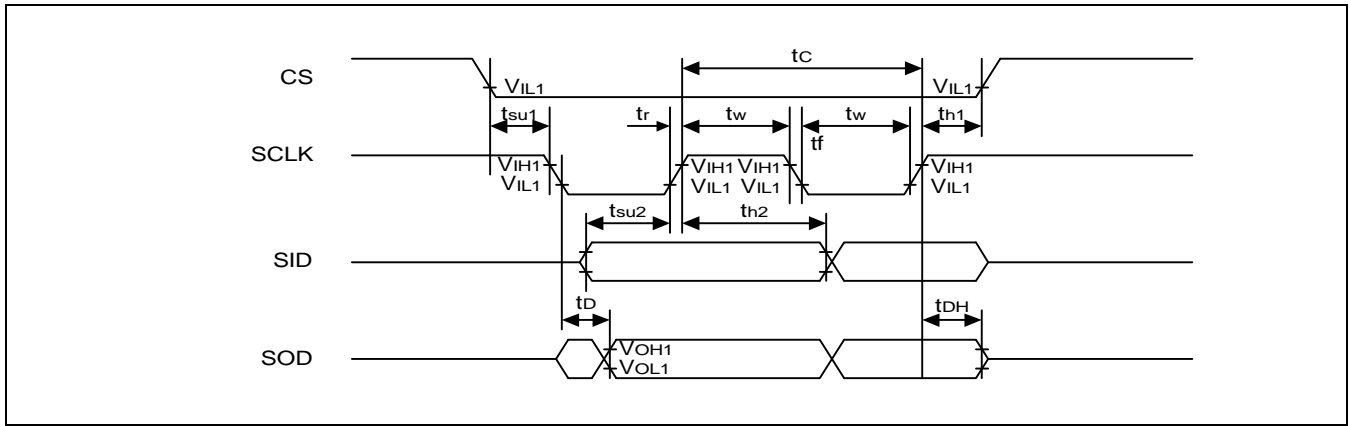 tC
CS
VIL1 VIL1
tsu1 tr tw tw th1
tf
SCLK
VIH1 VIH1 VIH1 VIH1
VIL1 VIL1 VIL1 VIL1
tsu2 th2
SID
tD tDH
SOD
VOH1
VOL1